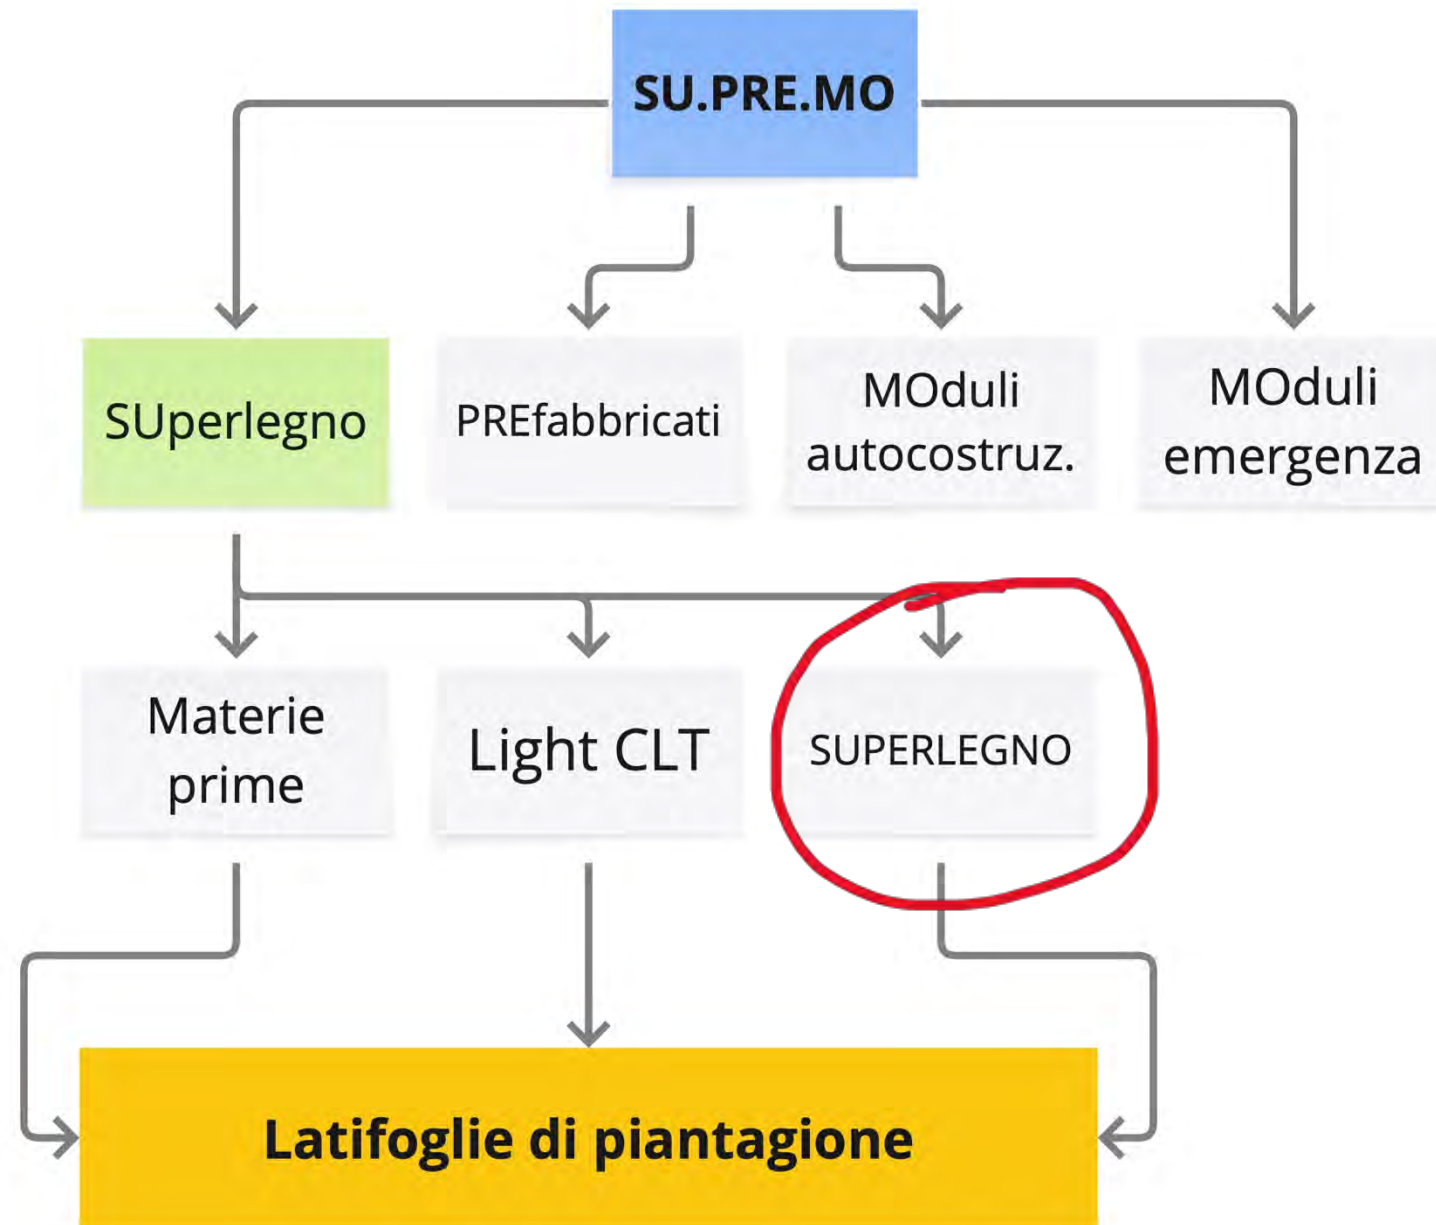 SU.PRE.MO
SUperlegno
PREfabbricati
MOduli
autocostruz.
MOduli
emergenza
Materie
prime
Light CLT
SUPERLEGNO
Latifoglie di piantagione